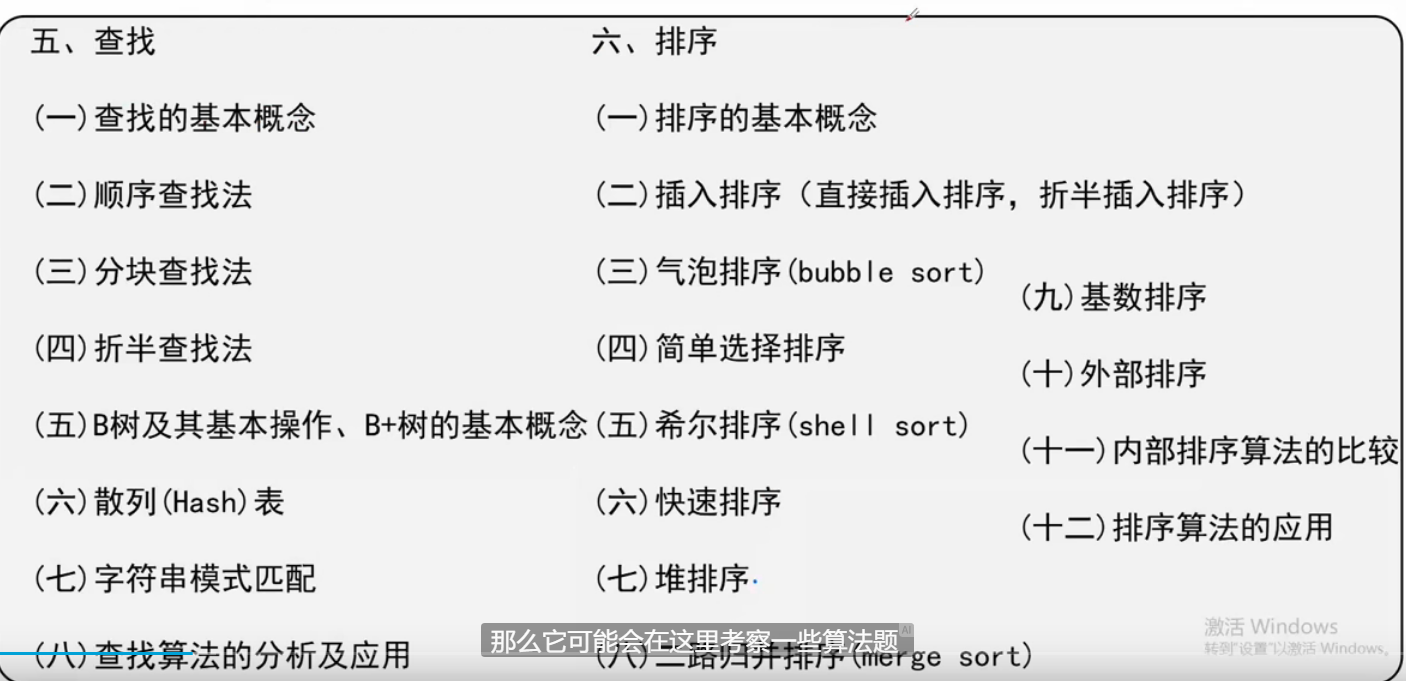 五、查找
(一)查找的基本概念
(二)顺序查找法
(三)分块查找法
(四)折半查找法
(五)B树及其基本操作、B+树的基本概念
(六)散列(Hash)表
(七)字符串模式匹配
(八)查找算法的分析及应用
六、排序
(一)排序的基本概念
(二)插入排序（直接插入排序，折半插入排序）
(三)气泡排序(bubble sort)
(四)简单选择排序
(五)希尔排序(shell sort)
(六)快速排序
(七)堆排序
(八)二路归并排序(merge sort)
(九)基数排序
(十)外部排序
(十一)内部排序算法的比较
(十二)排序算法的应用
那么它可能会在这里考察一些算法题
AI
激活 Windows
转到"设置"以激活 Windows。